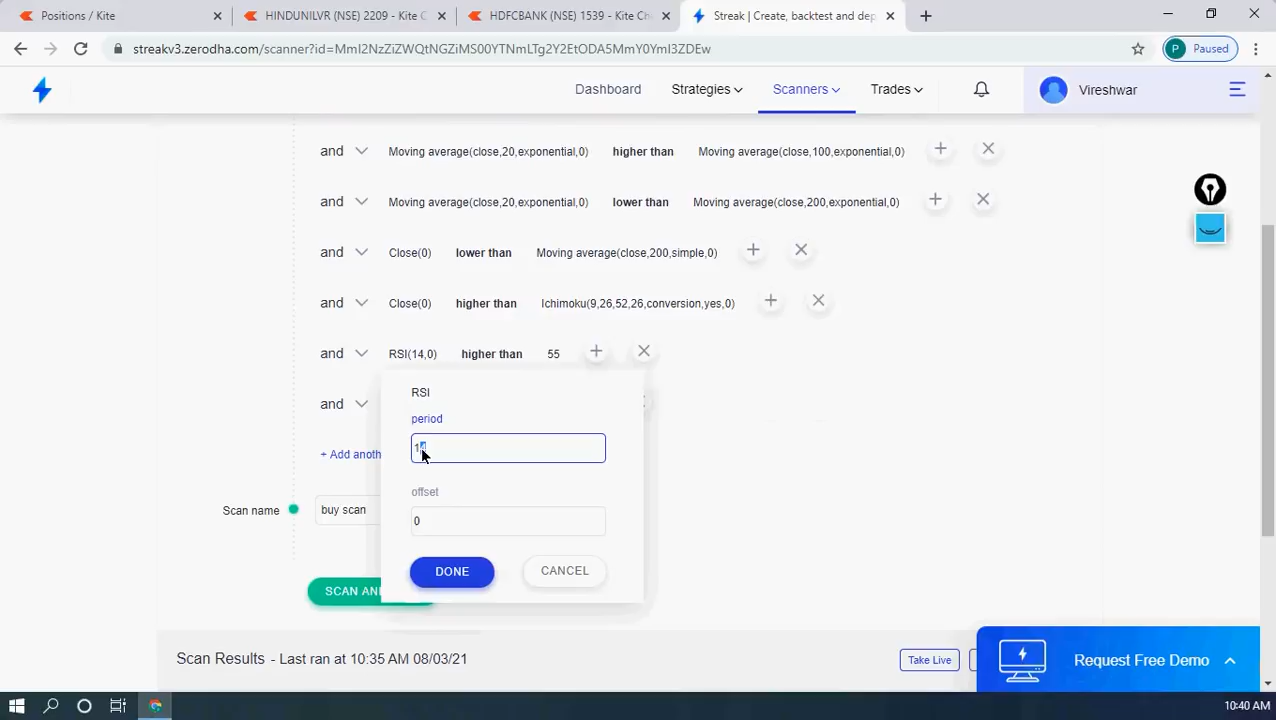 Positions / Kite
HINDUNILVR (NSE) 2209 - Kite C
HDFCBANK (NSE) 1539 - Kite Ch
Streak | Create, backtest and dep
streakv3.zerodha.com/scanner?id=MmI2NzZiZWQtNGZiMS00YTNmLTg2Y2EtODA5MmY0YmI3ZDEw
P Paused
Dashboard Strategies Scanners Trades Vireshwar
and Moving average(close,20,exponential,0) higher than Moving average(close,100,exponential,0)
and Moving average(close,20,exponential,0) lower than Moving average(close,200,exponential,0)
and Close(0) lower than Moving average(close,200,simple,0)
and Close(0) higher than Ichimoku(9,26,52,26,conversion,yes,0)
and RSI(14,0) higher than 55
RSI
and
period
14
+ Add anoth
offset
Scan name buy scan
0
DONE CANCEL
SCAN AN
Scan Results - Last ran at 10:35 AM 08/03/21
Take Live
Request Free Demo
10:40 AM